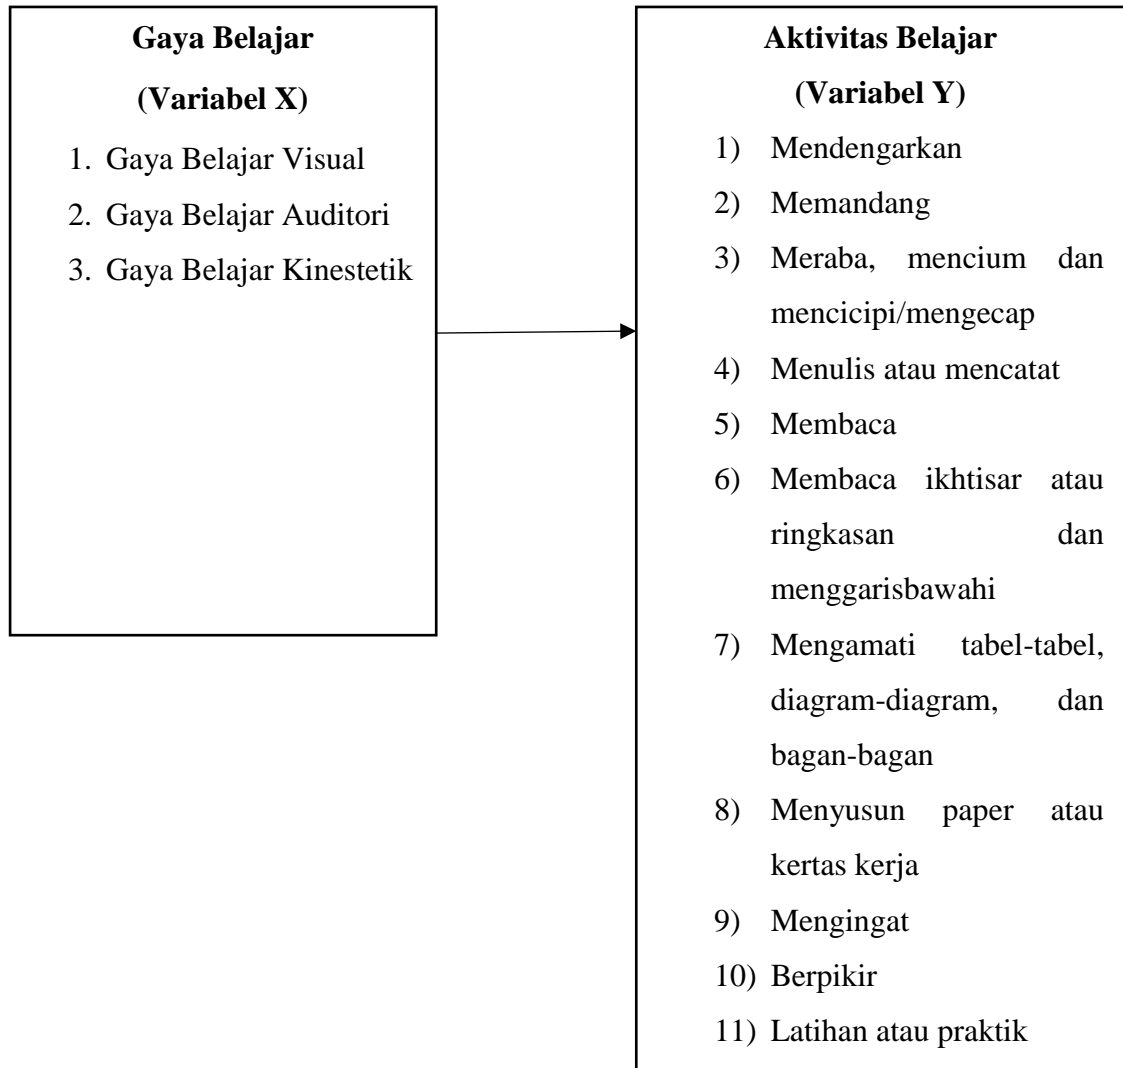 Gaya Belajar
(Variabel X)
1. Gaya Belajar Visual
2. Gaya Belajar Auditori
3. Gaya Belajar Kinestetik
Aktivitas Belajar
(Variabel Y)
1) Mendengarkan
2) Memandang
3) Meraba, mencium dan
mencicipi/mengecap
4) Menulis atau mencatat
5) Membaca
6) Membaca ikhtisar atau
ringkasan dan
menggarisbawahi
7) Mengamati tabel-tabel,
diagram-diagram, dan
bagan-bagan
8) Menyusun paper atau
kertas kerja
9) Mengingat
10) Berpikir
11) Latihan atau praktik